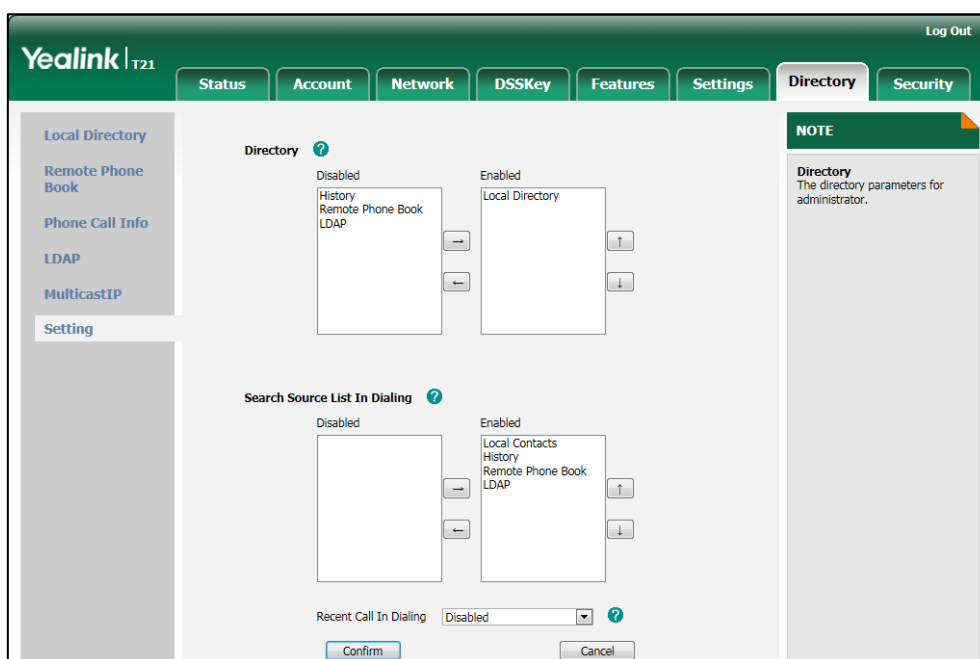 Log Out
Yealink | T21
Status Account Network DSSKey Features Settings Directory Security
Local Directory
Remote Phone
Book
Phone Call Info
LDAP
MulticastIP
Setting
Directory ?
Disabled Enabled
History
Remote Phone Book
LDAP
Local Directory
→
←
↑
↓
Search Source List In Dialing ?
Disabled Enabled
Local Contacts
History
Remote Phone Book
LDAP
→
←
↑
↓
Recent Call In Dialing Disabled ?
Confirm Cancel
NOTE
Directory
The directory parameters for
administrator.